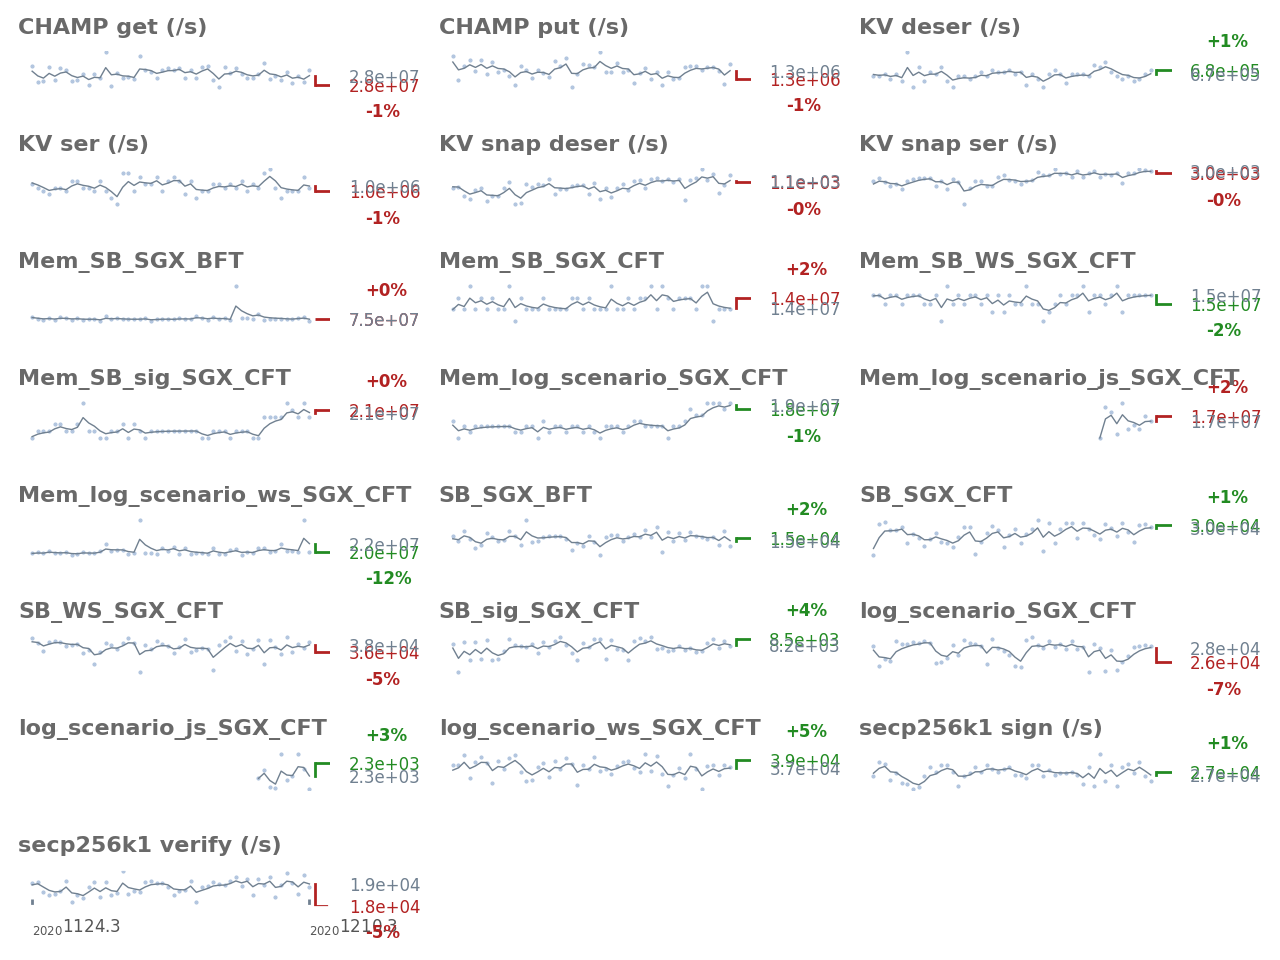 CHAMP get (/s)
2.8e+07
2.8e+07
-1%
CHAMP put (/s)
1.3e+06
1.3e+06
-1%
KV deser (/s)
+1%
6.8e+05
6.7e+05
KV ser (/s)
1.0e+06
1.0e+06
-1%
KV snap deser (/s)
1.1e+03
1.1e+03
-0%
KV snap ser (/s)
3.0e+03
3.0e+03
-0%
Mem_SB_SGX_BFT
+0%
7.5e+07
Mem_SB_SGX_CFT
+2%
1.4e+07
1.4e+07
Mem_SB_WS_SGX_CFT
1.5e+07
1.5e+07
-2%
Mem_SB_sig_SGX_CFT
+0%
2.1e+07
2.1e+07
Mem_log_scenario_SGX_CFT
1.9e+07
1.8e+07
-1%
Mem_log_scenario_js_SGX_CFT
+2%
1.7e+07
1.7e+07
Mem_log_scenario_ws_SGX_CFT
2.2e+07
2.0e+07
-12%
SB_SGX_BFT
+2%
1.5e+04
1.5e+04
SB_SGX_CFT
+1%
3.0e+04
3.0e+04
SB_WS_SGX_CFT
3.8e+04
3.6e+04
-5%
SB_sig_SGX_CFT
+4%
8.5e+03
8.2e+03
log_scenario_SGX_CFT
2.8e+04
2.6e+04
-7%
log_scenario_js_SGX_CFT
+3%
2.3e+03
2.3e+03
log_scenario_ws_SGX_CFT
+5%
3.9e+04
3.7e+04
secp256k1 sign (/s)
+1%
2.7e+04
2.7e+04
secp256k1 verify (/s)
1.9e+04
1.8e+04
-5%
2020 1124.3
2020 1210.3